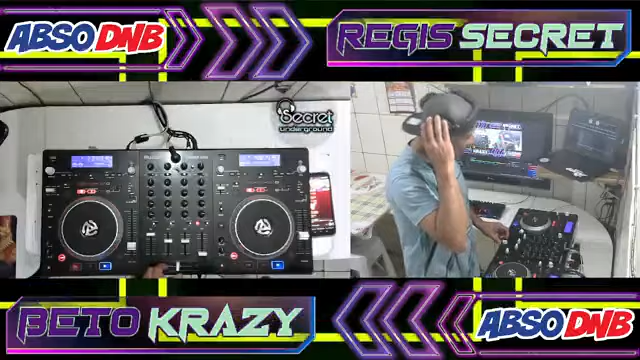 ABSO DNB
REGIS SECRET
Secret
underground
BETO KRAZY
ABSO DNB